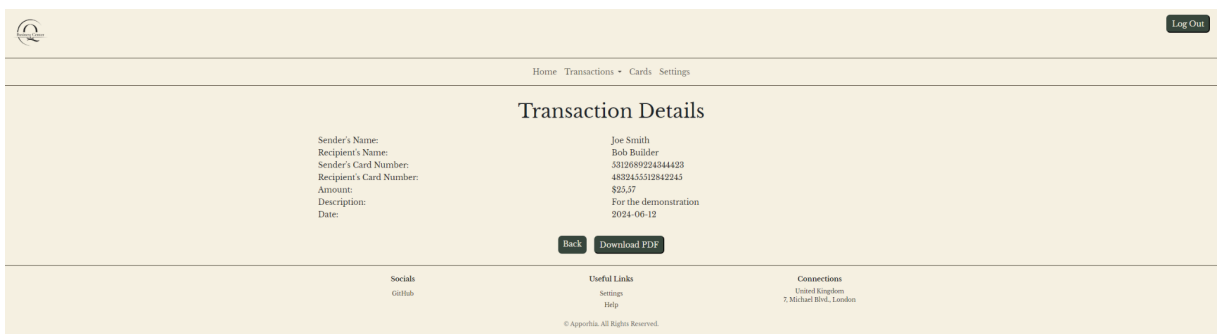 Log Out
Home Transactions Cards Settings
Transaction Details
Sender's Name: Joe Smith
Recipient's Name: Bob Builder
Sender's Card Number: 5312689224344423
Recipient's Card Number: 4832455512842245
Amount: $25,57
Description: For the demonstration
Date: 2024-06-12
Back Download PDF
Socials Useful Links Connections
GitHub Settings United Kingdom
Help 7, Michael Blvd., London
© Apporhia. All Rights Reserved.